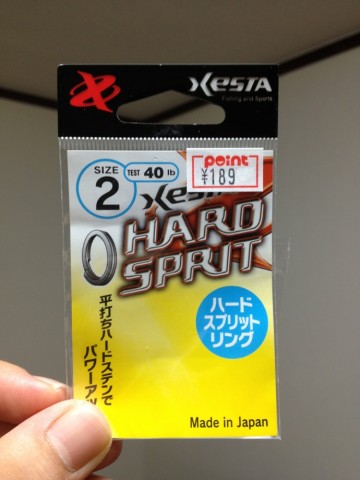 XESTA
Fishing and Sports
SIZE
2
TEST 40 lb
point
¥189
XESTA
HARD
SPRIT
ハード
スプリット
リング
平打ちハードステンで
パワーア
Made in Japan